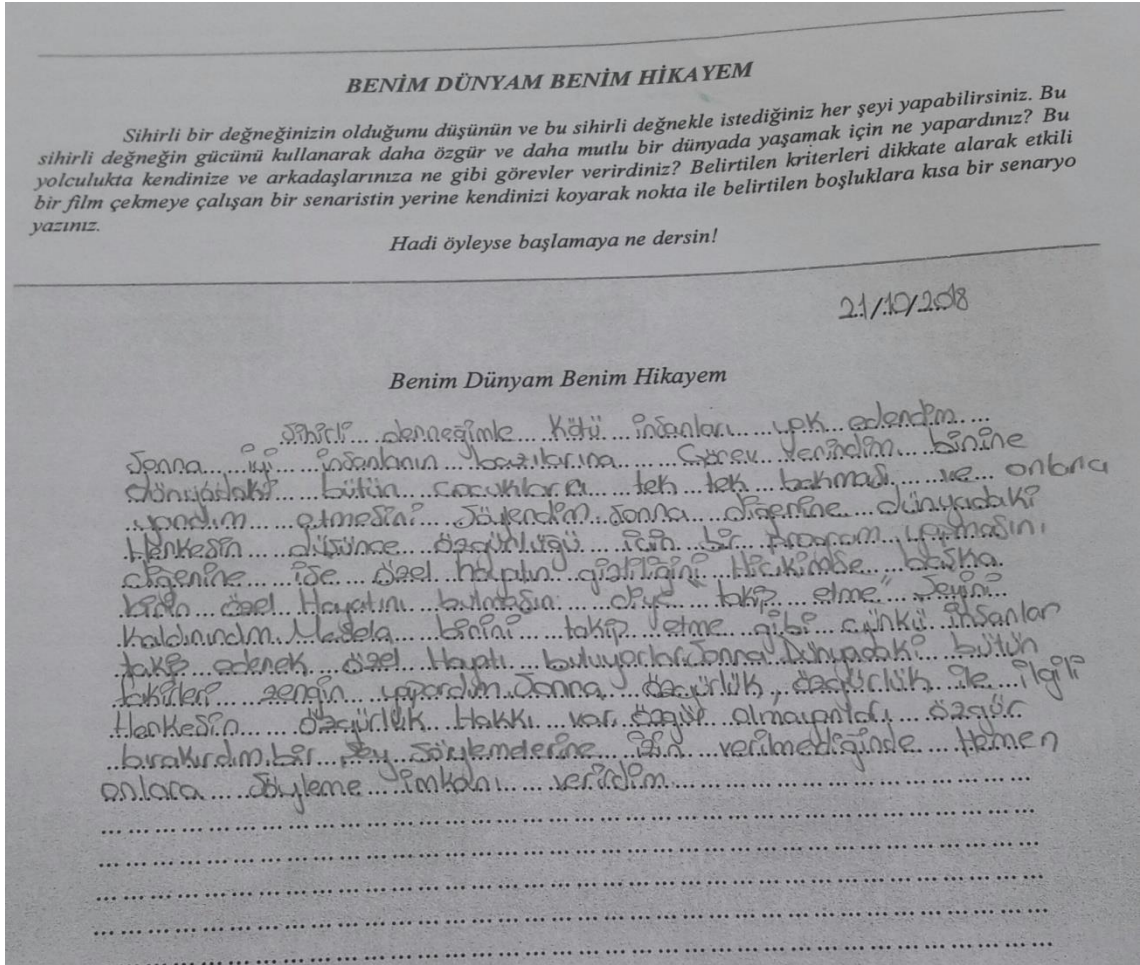 BENİM DÜNYAM BENİM HİKAYEM
Sihirli bir değneğinizin olduğunu düşünün ve bu sihirli değnekle istediğiniz her şeyi yapabilirsiniz. Bu
sihirli değneğin gücünü kullanarak daha özgür ve daha mutlu bir dünyada yaşamak için ne yapardınız? Bu
yolculukta kendinize ve arkadaşlarınıza ne gibi görevler verirdiniz? Belirtilen kriterleri dikkate alarak etkili
bir film çekmeye çalışan bir senaristin yerine kendinizi koyarak nokta ile belirtilen boşluklara kısa bir senaryo
yazınız.
Hadi öyleyse başlamaya ne dersin!
21/10/2018
Benim Dünyam Benim Hikayem
Sihirli denneğimle Kötü insanları yok ederdim
Sonra iyi insanlarının bazılarına Görev Verirdim birine
dünyadaki bütün çocuklara tek tek bakması ve onlara
yardım etmesini söylerdim. Sonra diğerine dünyadaki
Herkesin düşünce özgürlüğü için bir program yapmasını
diğerine ise özel hayatın gizliliğini Hickimse başka
birin özel Hayatını bulmasın diye "takip etme" şeyini
Kaldırırdım. Mesela birini takip etme gibi çünkü insanlar
takip ederek özel Hayatı buluyorlar. Sonra Dünyadaki bütün
fakirleri zengin yapardım. Sonra özgürlük, özgürlük ile ilgili
Herkesin özgürlük Hakkı var özgür olmayanları özgür
bırakırdım. bir şey söylemelerine izin verilmediğinde Hemen
onlara söyleme imkanı verirdim